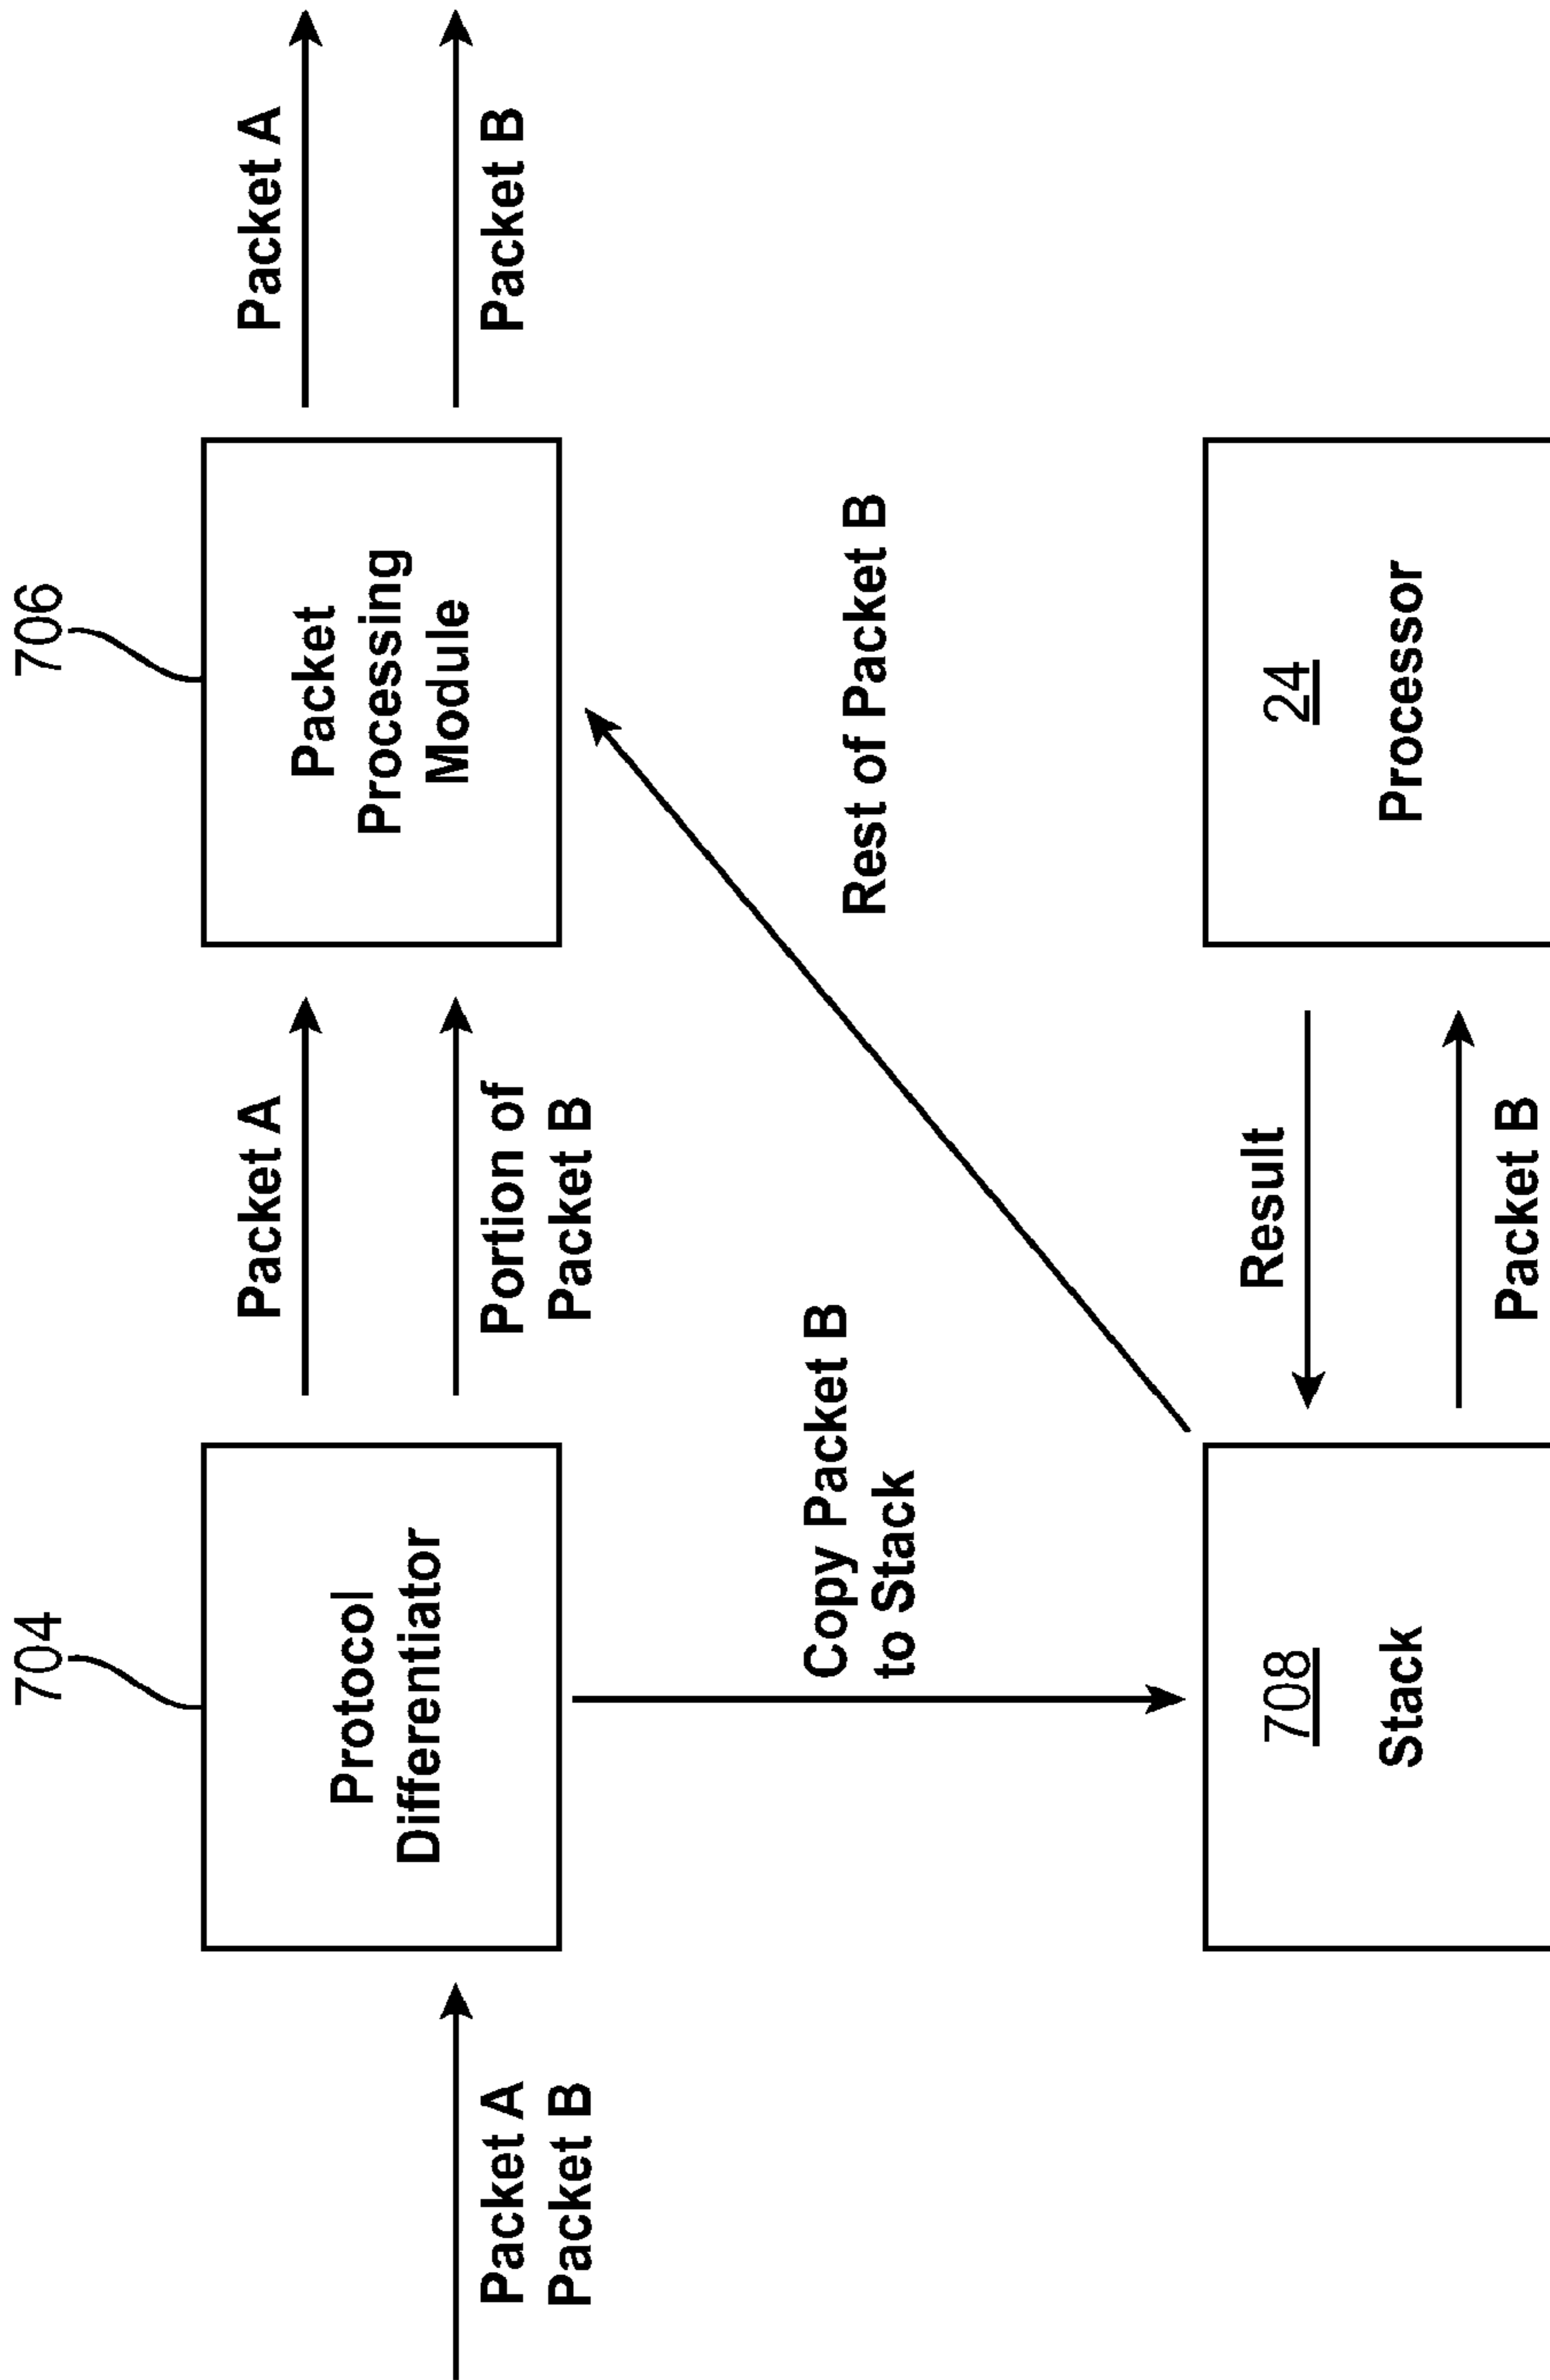 704
706
Packet A
Packet A
Protocol
Differentiator
Packet
Processing
Module
Packet A
Packet B
Portion of
Packet B
Packet B
Copy Packet B
to Stack
Rest of Packet B
708
Stack
Result
24
Processor
Packet B